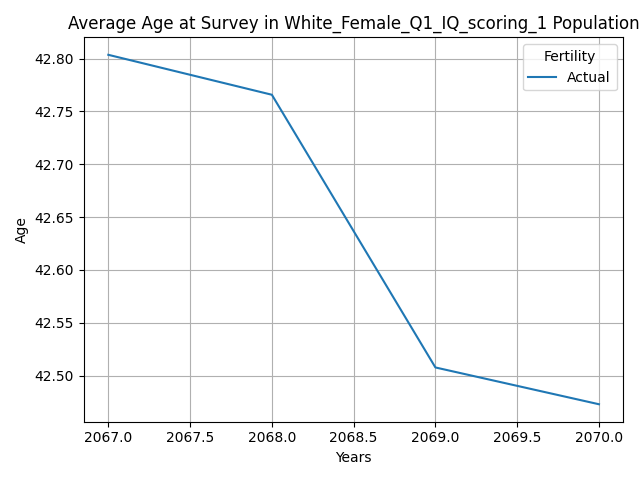 Average Age at Survey in White_Female_Q1_IQ_scoring_1 Population
42.80
42.75
42.70
42.65
42.60
42.55
42.50
Age
Fertility
Actual
2067.0 2067.5 2068.0 2068.5 2069.0 2069.5 2070.0
Years